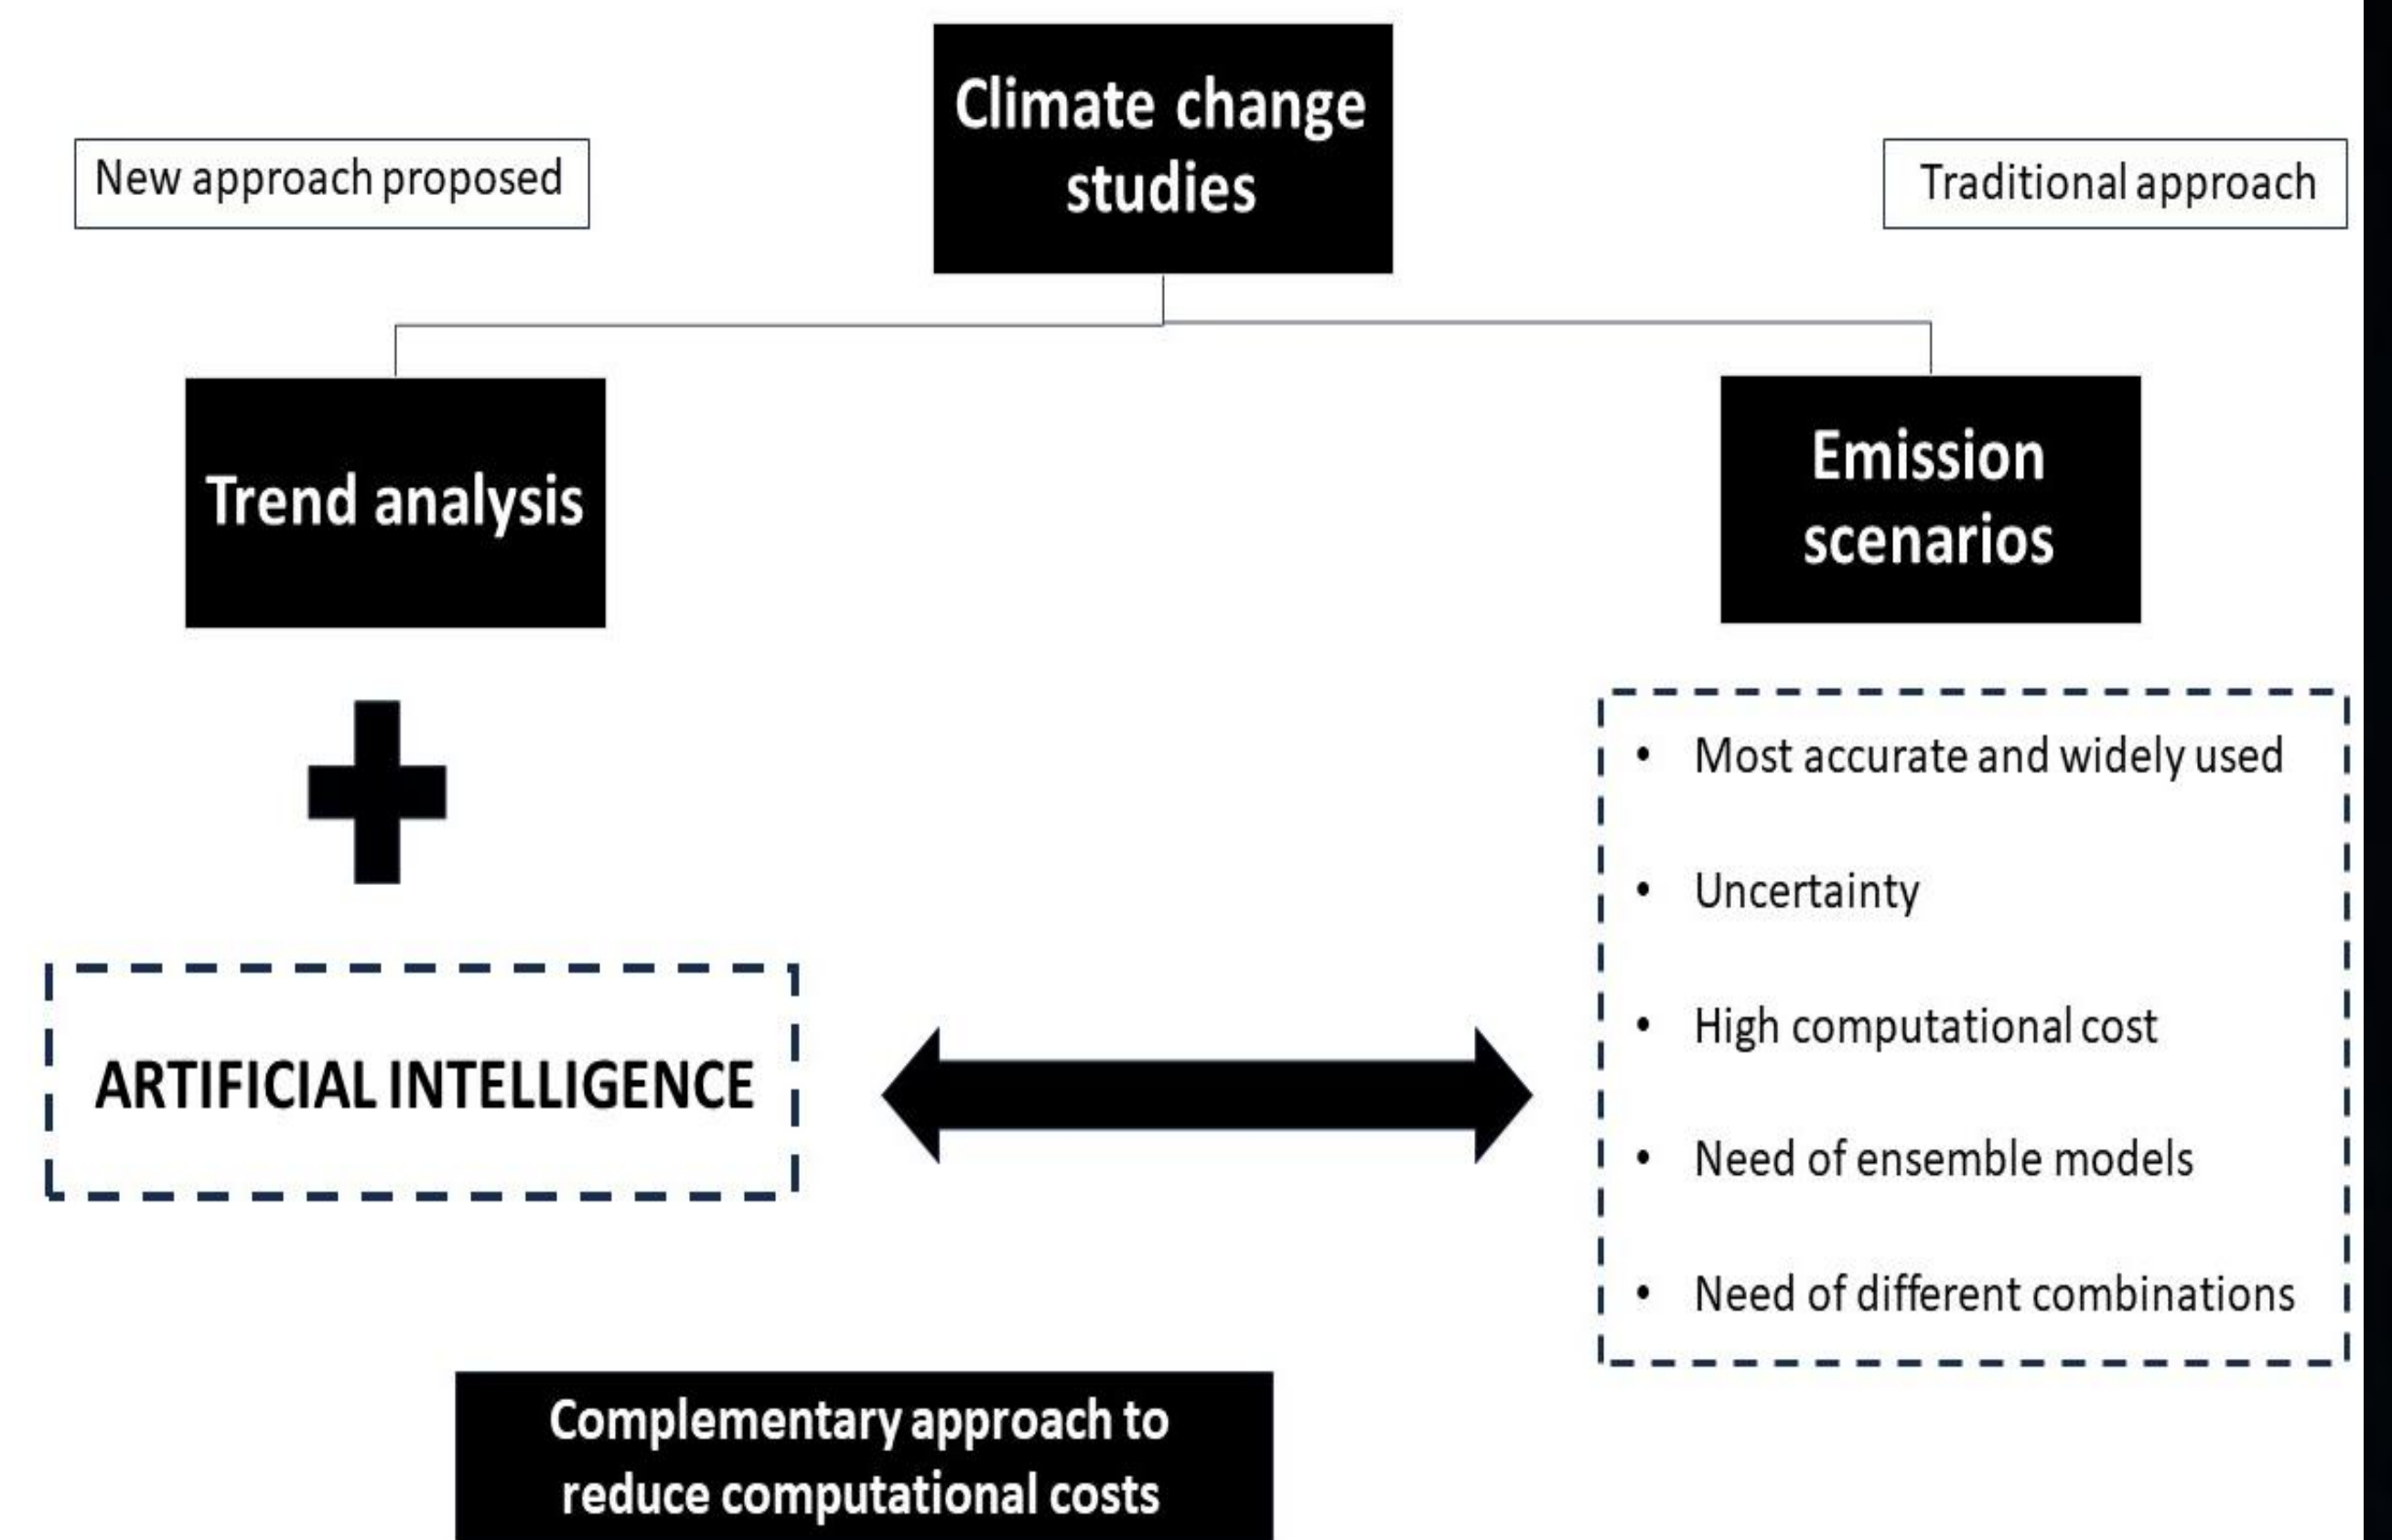 Climate change
studies
New approach proposed
Traditional approach
Trend analysis
Emission
scenarios
ARTIFICIAL INTELLIGENCE
• Most accurate and widely used
• Uncertainty
• High computational cost
• Need of ensemble models
• Need of different combinations
Complementary approach to
reduce computational costs